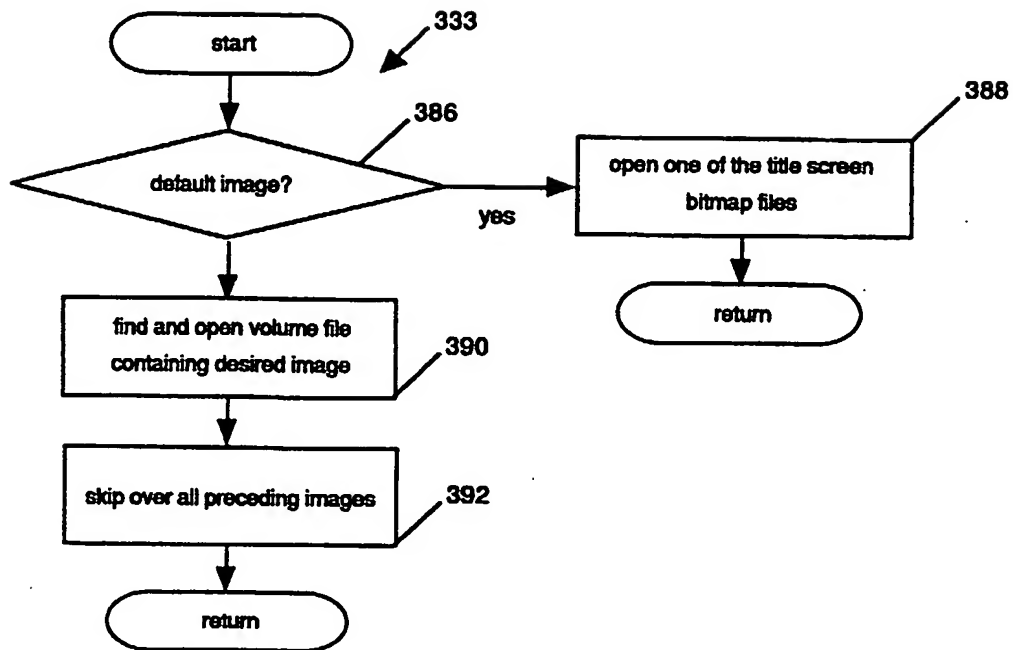 start
333
386
388
default image?
yes
open one of the title screen
bitmap files
return
find and open volume file
containing desired image
390
skip over all preceding images
392
return